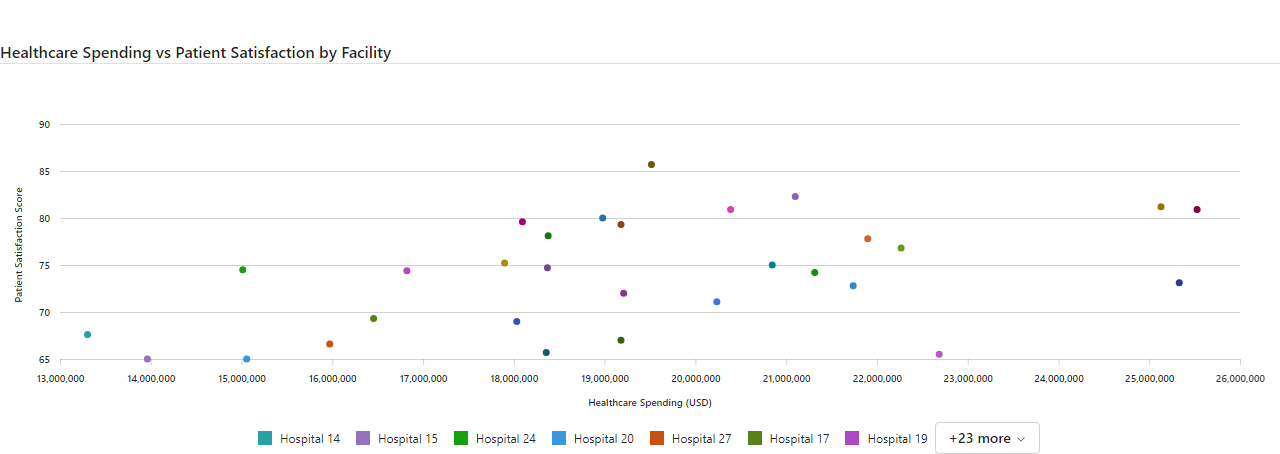 Healthcare Spending vs Patient Satisfaction by Facility
90
85
80
75
70
65
Patient Satisfaction Score
13,000,000 14,000,000 15,000,000 16,000,000 17,000,000 18,000,000 19,000,000 20,000,000 21,000,000 22,000,000 23,000,000 24,000,000 25,000,000 26,000,000
Healthcare Spending (USD)
Hospital 14 Hospital 15 Hospital 24 Hospital 20 Hospital 27 Hospital 17 Hospital 19 +23 more